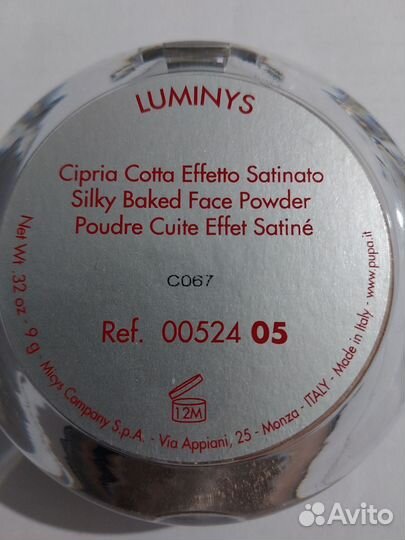 LUMINYS
Cipria Cotta Effetto Satinato
Silky Baked Face Powder
Poudre Cuite Effet Satiné
C067
Ref. 00524 05
12M
Net Wt. .32 oz - 9 g
Micys Company S.p.A. - Via Appiani, 25 - Monza - ITALY - Made in Italy - www.pupa.it
Avito